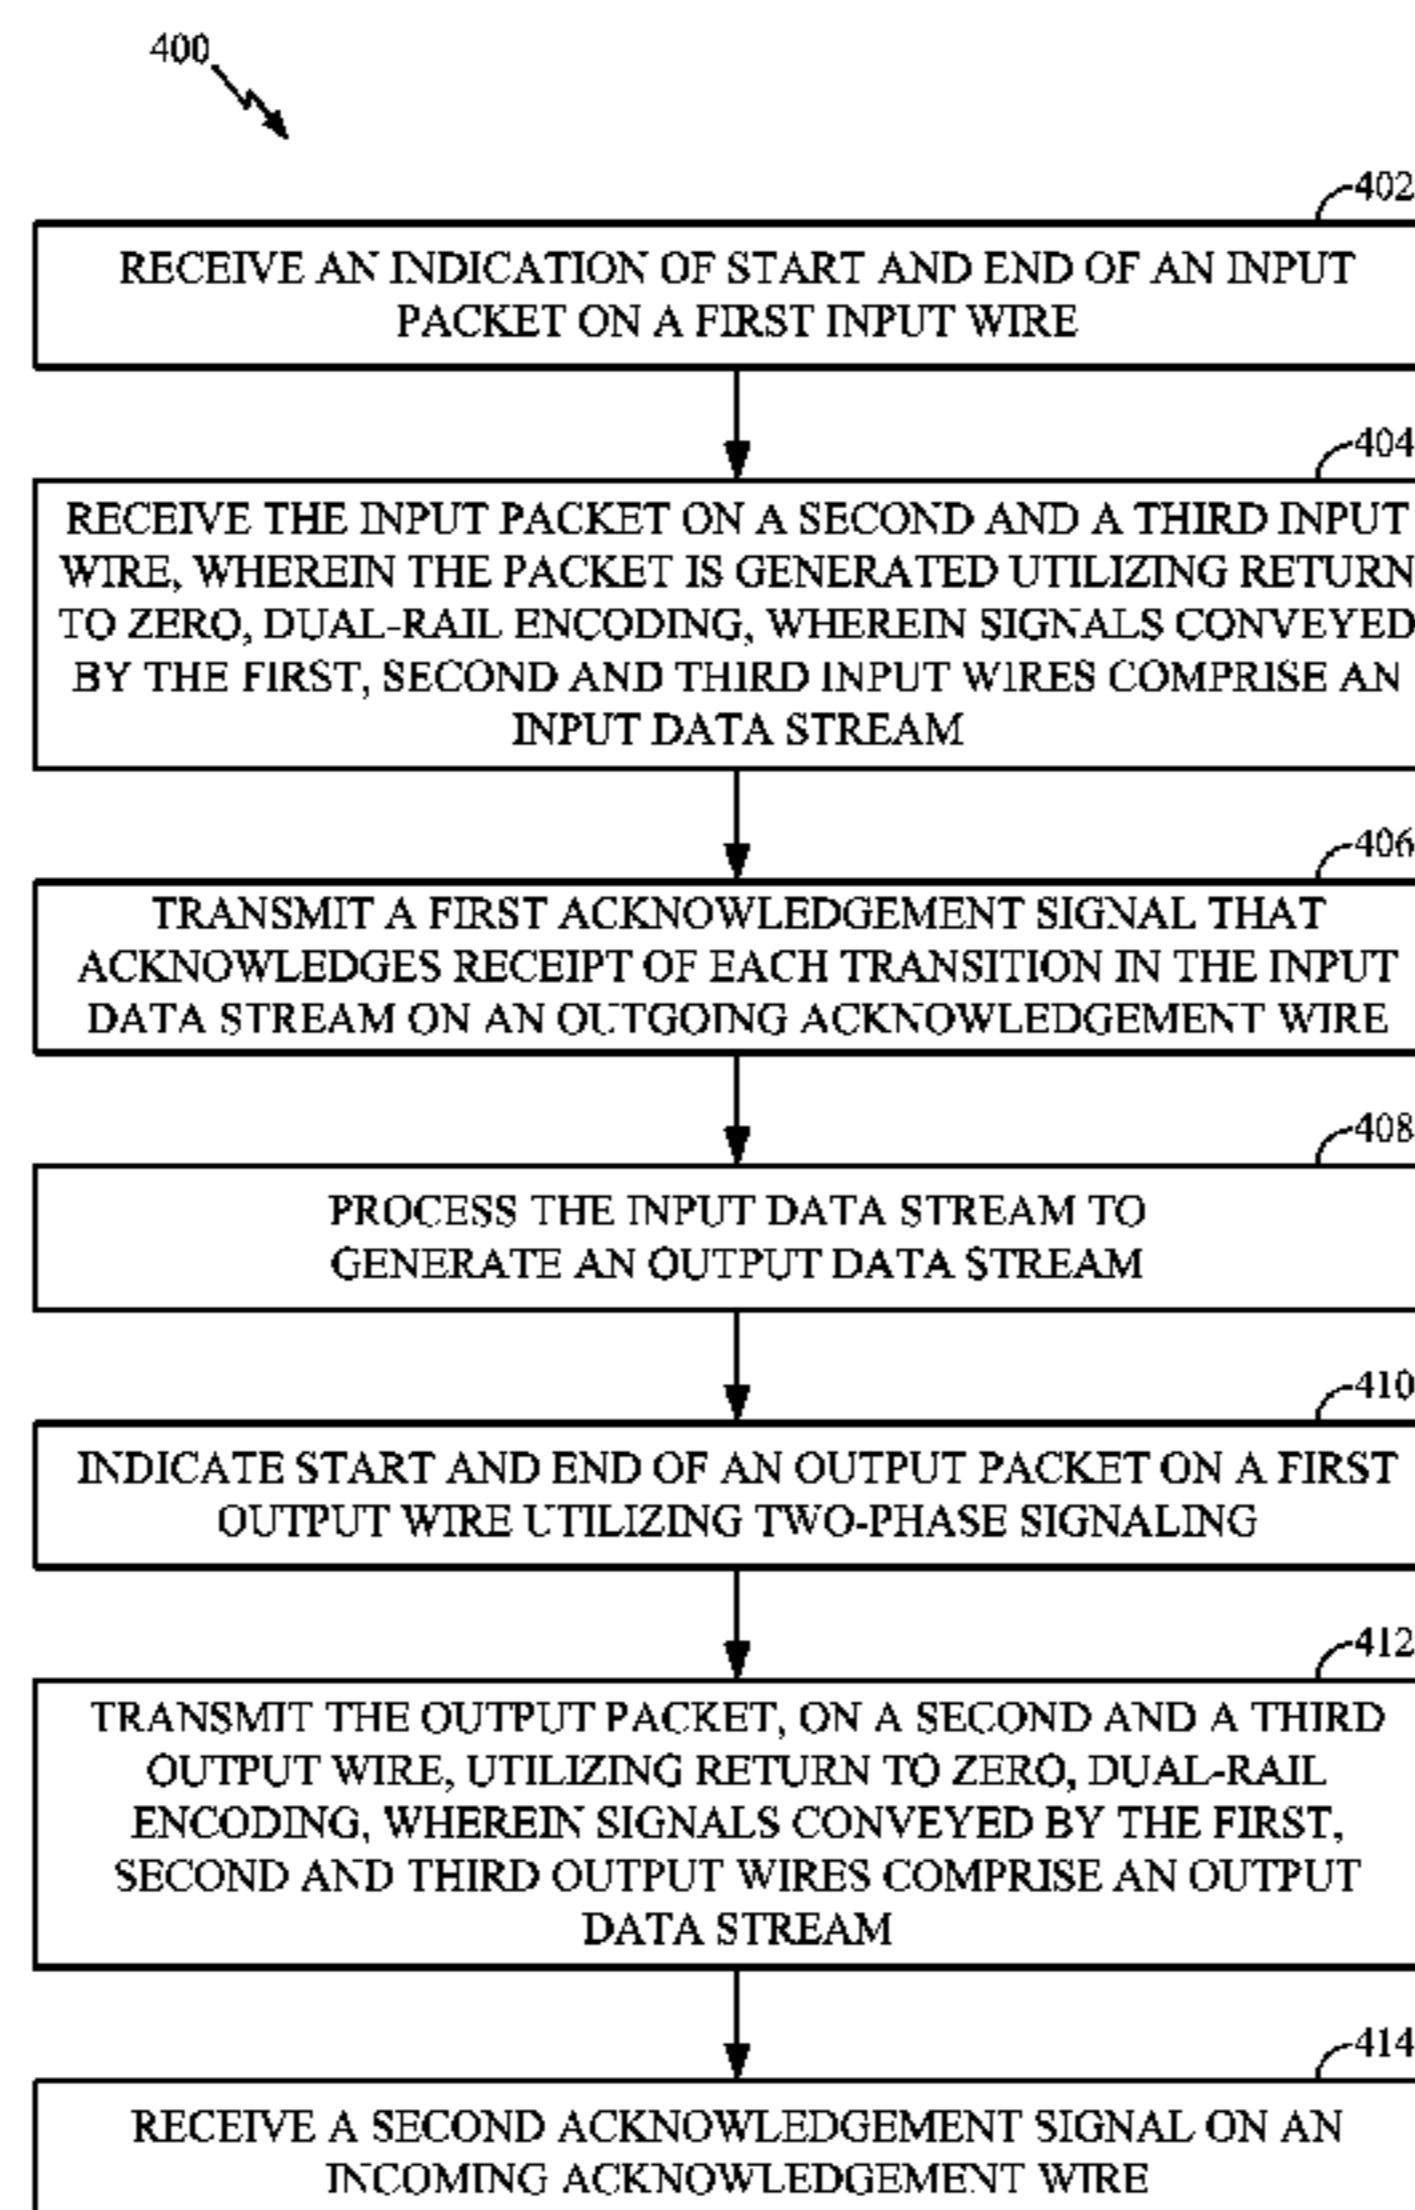 400
402
RECEIVE AN INDICATION OF START AND END OF AN INPUT
PACKET ON A FIRST INPUT WIRE
404
RECEIVE THE INPUT PACKET ON A SECOND AND A THIRD INPUT
WIRE, WHEREIN THE PACKET IS GENERATED UTILIZING RETURN
TO ZERO, DUAL-RAIL ENCODING, WHEREIN SIGNALS CONVEYED
BY THE FIRST, SECOND AND THIRD INPUT WIRES COMPRISE AN
INPUT DATA STREAM
406
TRANSMIT A FIRST ACKNOWLEDGEMENT SIGNAL THAT
ACKNOWLEDGES RECEIPT OF EACH TRANSITION IN THE INPUT
DATA STREAM ON AN OUTGOING ACKNOWLEDGEMENT WIRE
408
PROCESS THE INPUT DATA STREAM TO
GENERATE AN OUTPUT DATA STREAM
410
INDICATE START AND END OF AN OUTPUT PACKET ON A FIRST
OUTPUT WIRE UTILIZING TWO-PHASE SIGNALING
412
TRANSMIT THE OUTPUT PACKET, ON A SECOND AND A THIRD
OUTPUT WIRE, UTILIZING RETURN TO ZERO, DUAL-RAIL
ENCODING, WHEREIN SIGNALS CONVEYED BY THE FIRST,
SECOND AND THIRD OUTPUT WIRES COMPRISE AN OUTPUT
DATA STREAM
414
RECEIVE A SECOND ACKNOWLEDGEMENT SIGNAL ON AN
INCOMING ACKNOWLEDGEMENT WIRE